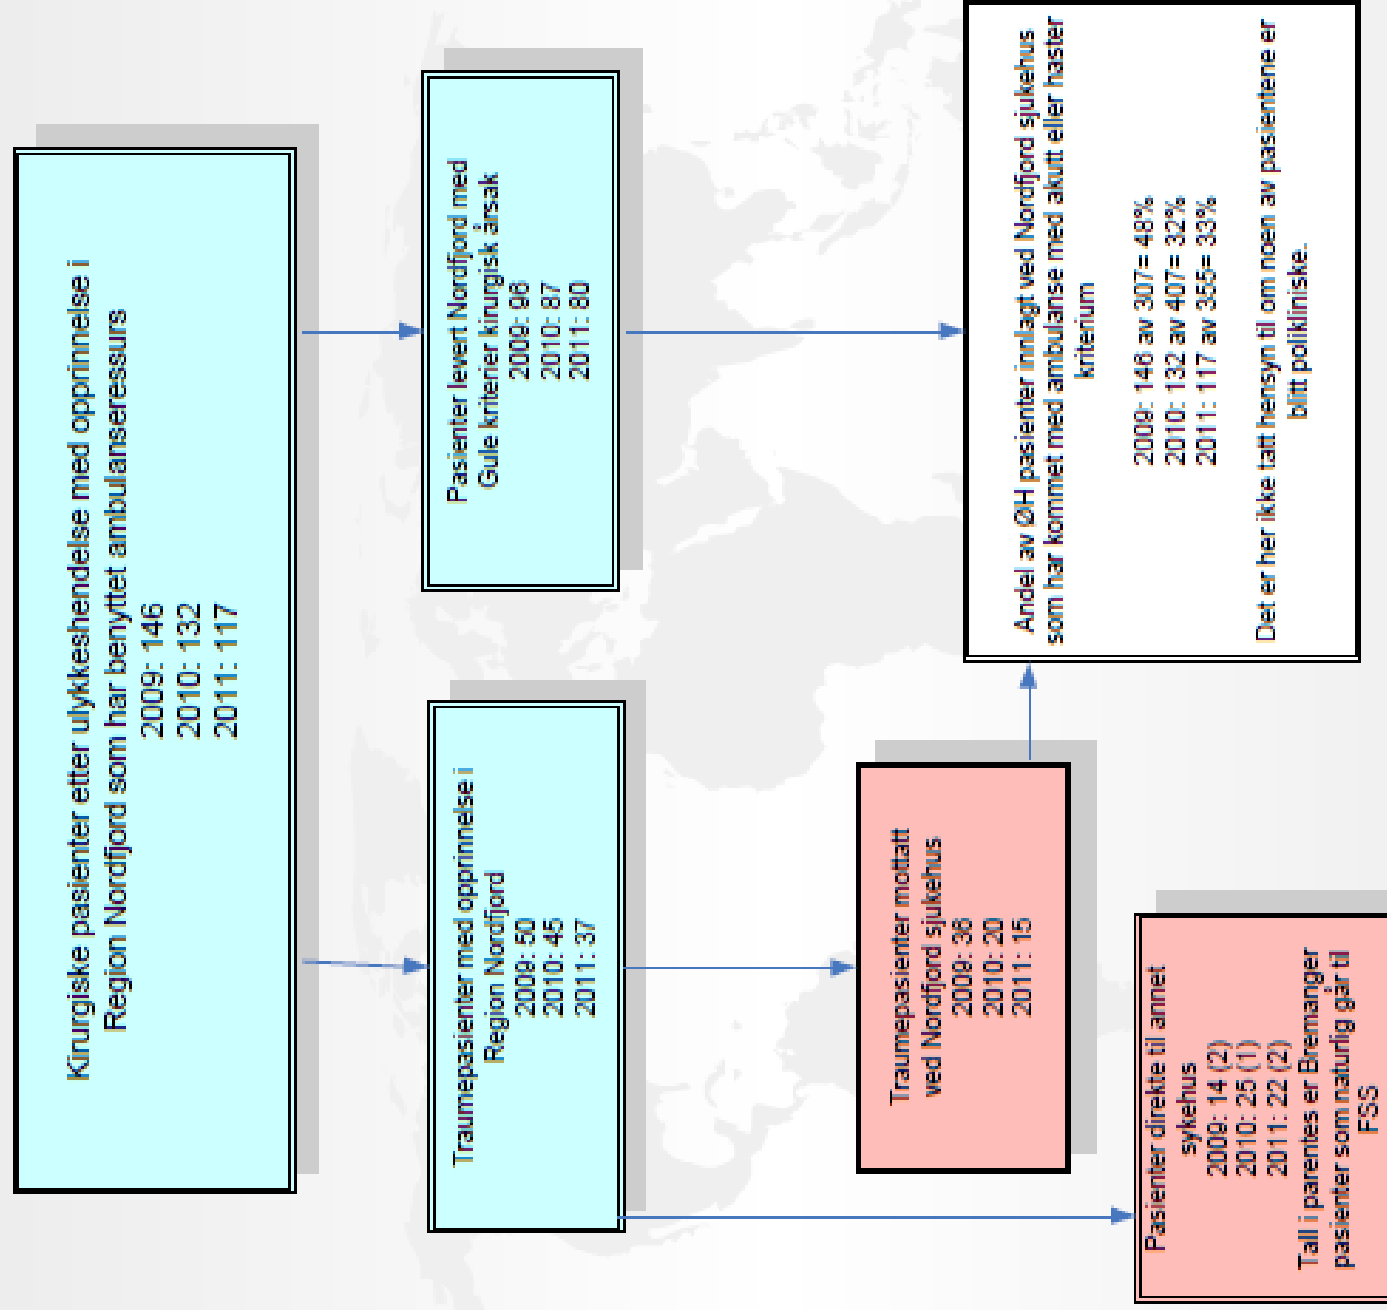 Kirurgiske pasienter etter ulykkeshendelse med opprinnelse i
Region Nordfjord som har benyttet ambulanseressurs
2009: 146
2010: 132
2011: 117
Traumepasienter med opprinnelse i
Region Nordfjord
2009: 50
2010: 45
2011: 37
Pasienter levert Nordfjord med
Gule kriterier kirurgisk årsak
2009: 96
2010: 87
2011: 80
Pasienter direkte til annet
sykehus
2009: 14 (2)
2010: 25 (1)
2011: 22 (2)
Tall i parentes er Bremanger
pasienter som naturlig går til
FSS
Traumepasienter mottatt
ved Nordfjord sjukehus
2009: 36
2010: 20
2011: 15
Andel av ØH pasienter innlagt ved Nordfjord sjukehus
som har kommet med ambulanse med akutt eller haster
kriterium
2009: 146 av 307= 48%
2010: 132 av 407= 32%
2011: 117 av 355= 33%
Det er her ikke tatt hensyn til om noen av pasientene er
blitt polikliniske.